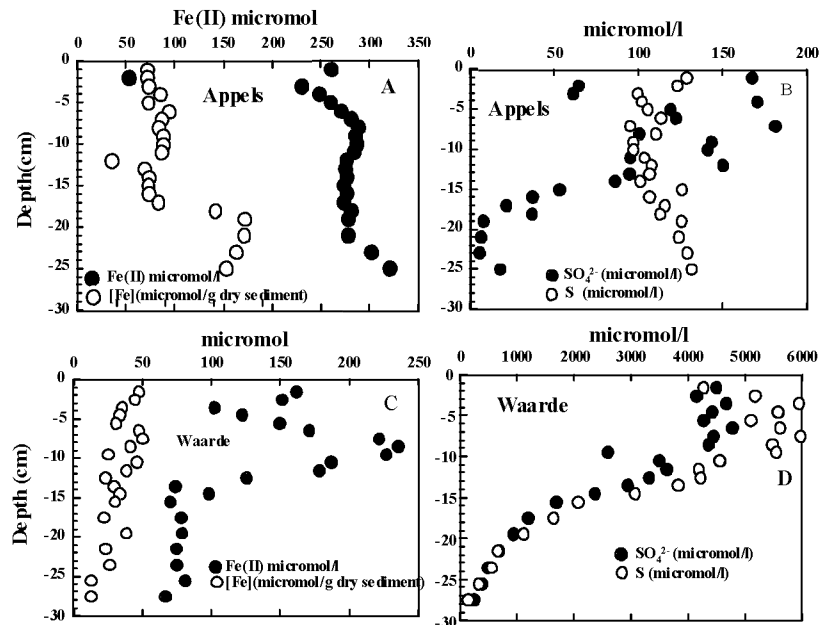 Fe(II) micromol
0 50 100 150 200 250 300 350
0
-5
-10
-15
-20
-25
-30
Depth(cm)
A
Appels
Fe(II) micromol/l
[Fe](micromol/g dry sediment)
micromol/l
0 50 100 150 200
0
-5
-10
-15
-20
-25
-30
B
Appels
SO₄²⁻ (micromol/l)
S (micromol/l)
micromol
0 50 100 150 200 250
0
-5
-10
-15
-20
-25
-30
Depth (cm)
C
Waarde
Fe(II) micromol/l
[Fe](micromol/g dry sediment)
micromol/l
0 1000 2000 3000 4000 5000 6000
0
-5
-10
-15
-20
-25
-30
Waarde
D
SO₄²⁻ (micromol/l)
S (micromol/l)